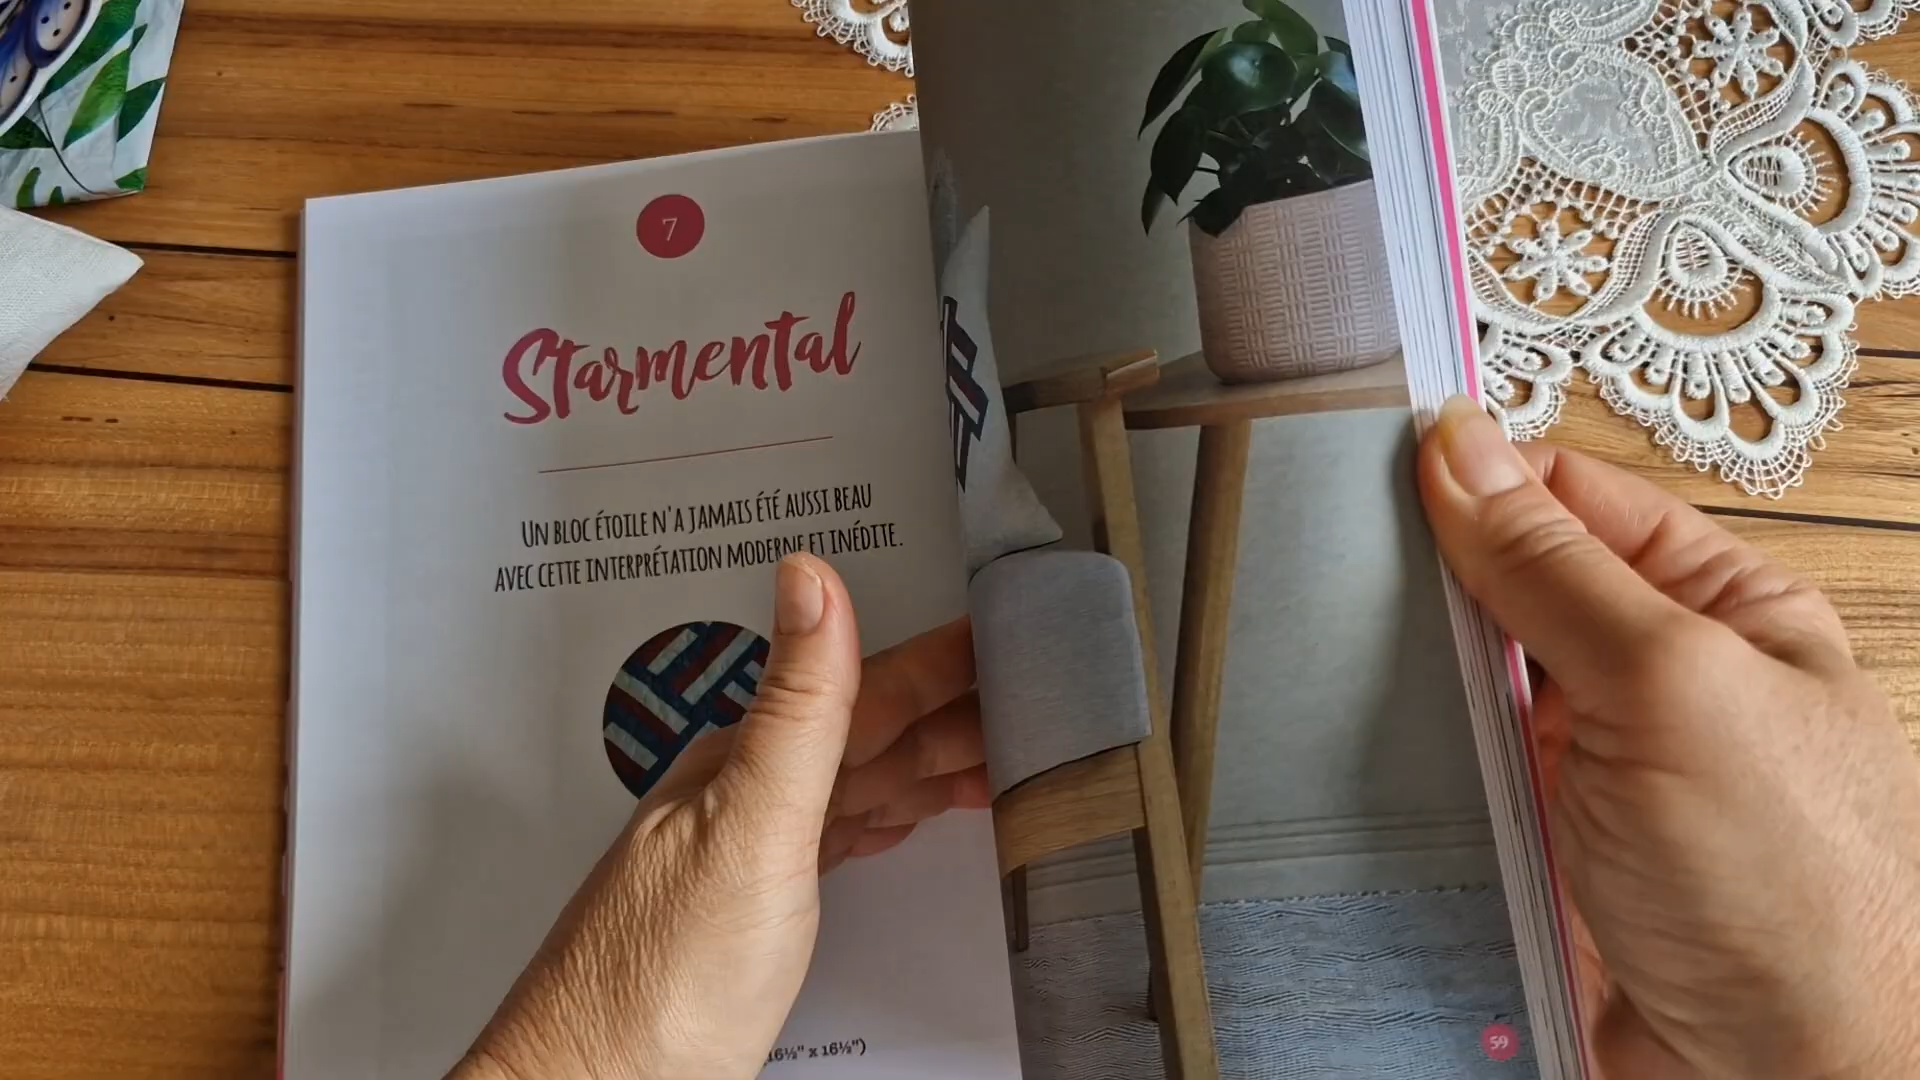 7
Starmental
UN BLOC ÉTOILE N'A JAMAIS ÉTÉ AUSSI BEAU
AVEC CETTE INTERPRÉTATION MODERNE ET INÉDITE.
16½" x 16½")
59